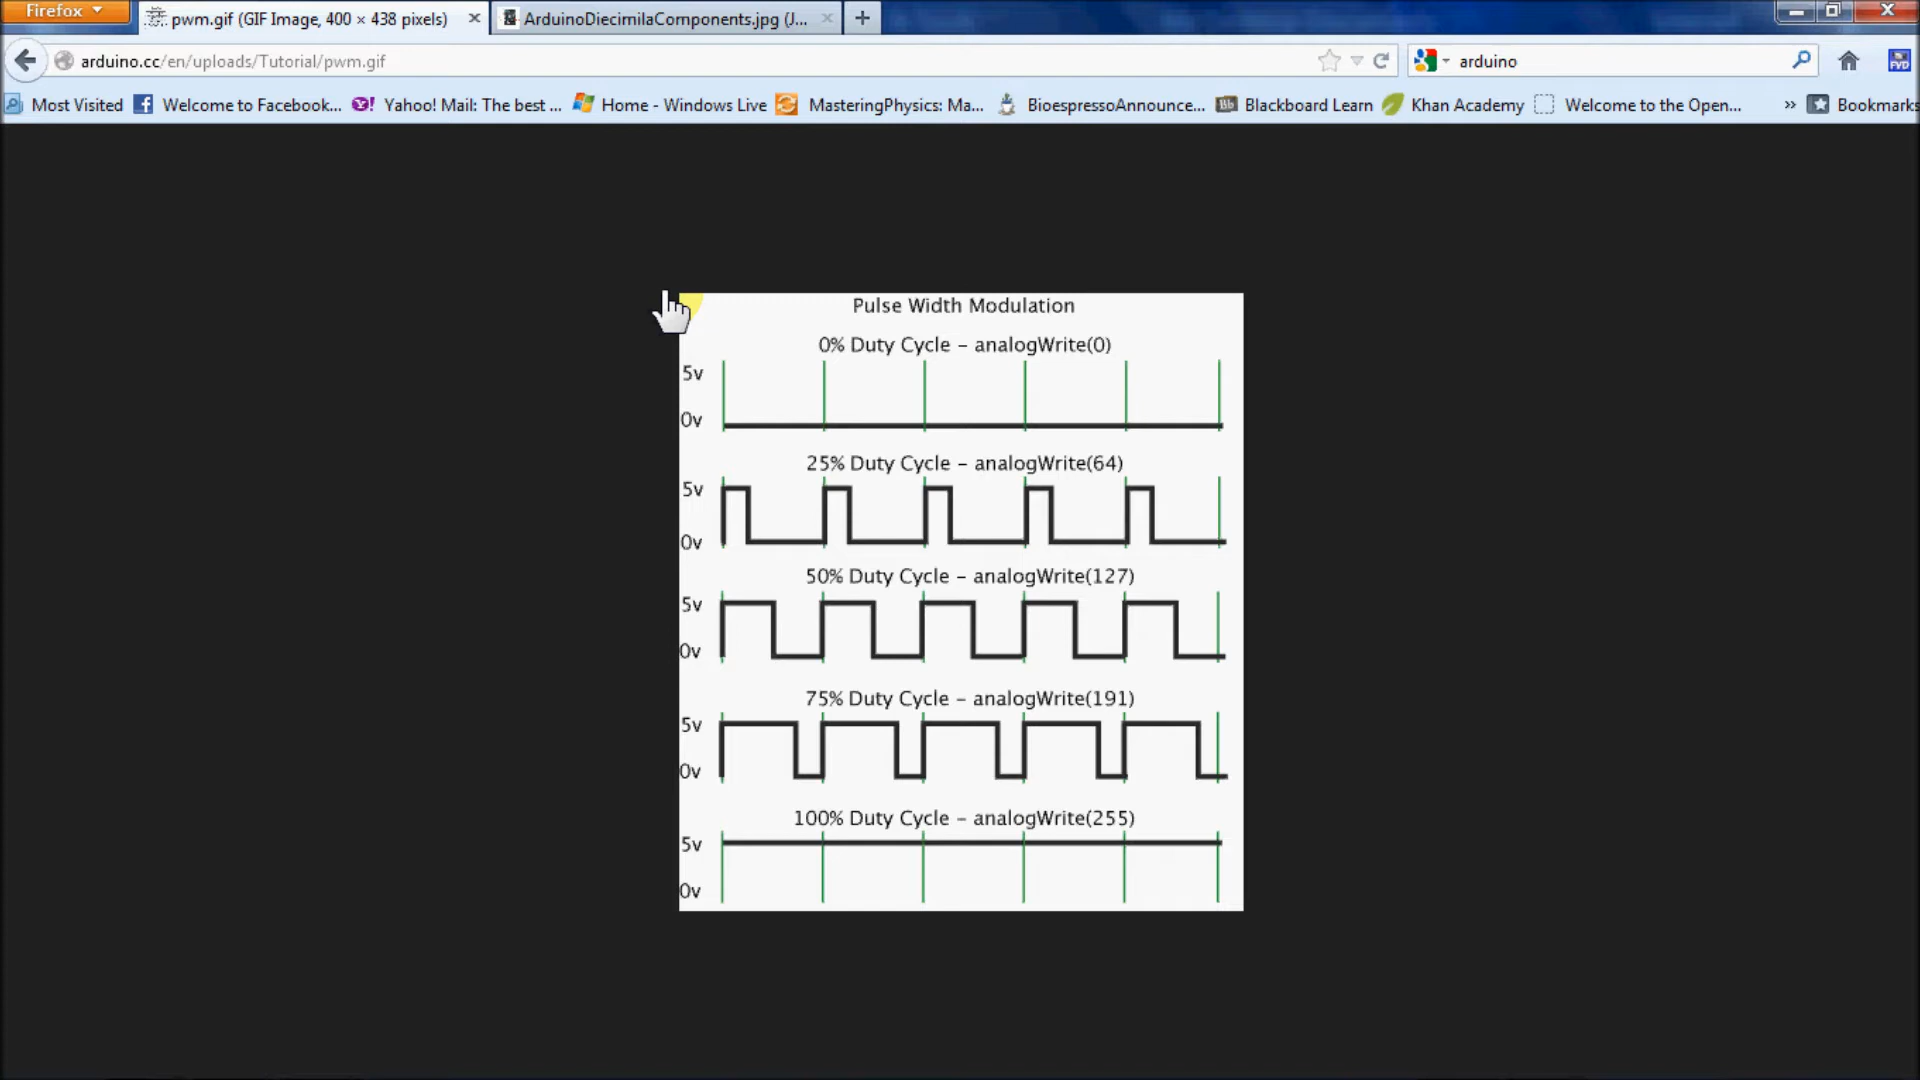 Firefox
pwm.gif (GIF Image, 400 × 438 pixels)
ArduinoDiecimilaComponents.jpg (J...
arduino.cc/en/uploads/Tutorial/pwm.gif
arduino
FVD
Most Visited
Welcome to Facebook...
Yahoo! Mail: The best ...
Home - Windows Live
MasteringPhysics: Ma...
BioespressoAnnounce...
Bb
Blackboard Learn
Khan Academy
Welcome to the Open...
»
Bookmarks
Pulse Width Modulation
0% Duty Cycle – analogWrite(0)
5v
0v
25% Duty Cycle – analogWrite(64)
5v
0v
50% Duty Cycle – analogWrite(127)
5v
0v
75% Duty Cycle – analogWrite(191)
5v
0v
100% Duty Cycle – analogWrite(255)
5v
0v